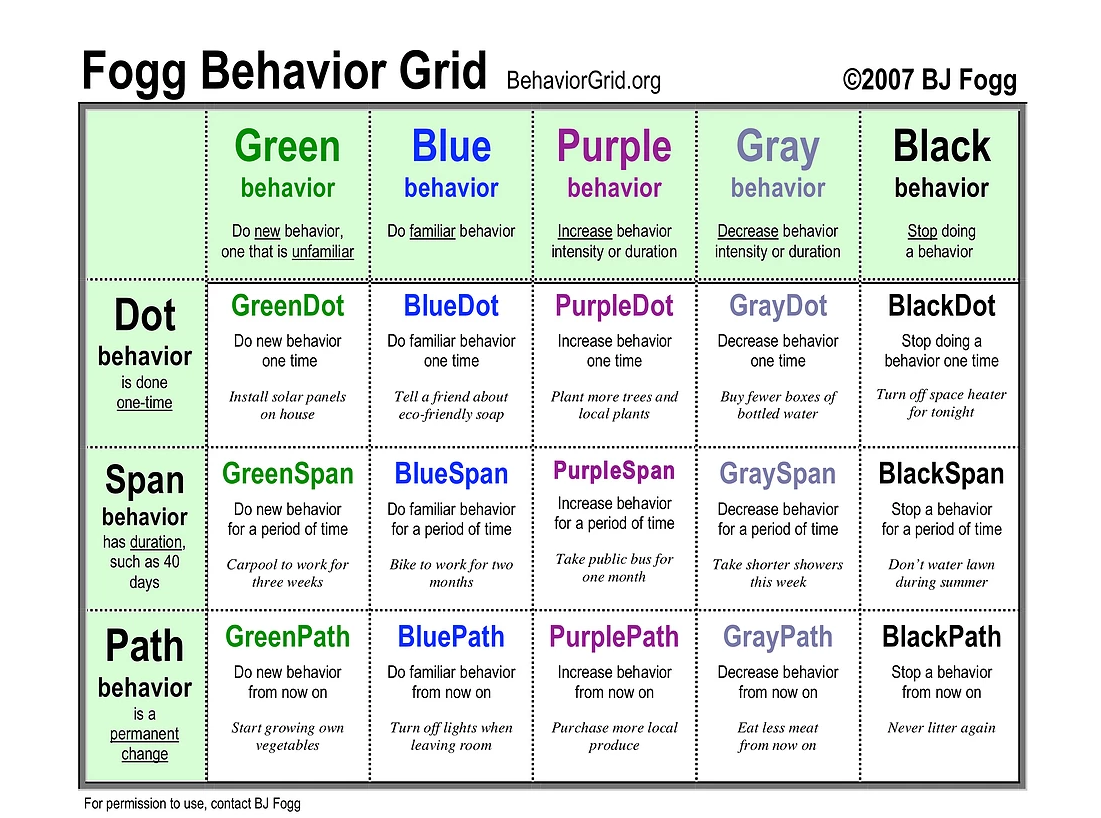 Fogg Behavior Grid BehaviorGrid.org ©2007 BJ Fogg
Green
behavior
Do new behavior,
one that is unfamiliar
Blue
behavior
Do familiar behavior
Purple
behavior
Increase behavior
intensity or duration
Gray
behavior
Decrease behavior
intensity or duration
Black
behavior
Stop doing
a behavior
Dot
behavior
is done
one-time
GreenDot
Do new behavior
one time
Install solar panels
on house
BlueDot
Do familiar behavior
one time
Tell a friend about
eco-friendly soap
PurpleDot
Increase behavior
one time
Plant more trees and
local plants
GrayDot
Decrease behavior
one time
Buy fewer boxes of
bottled water
BlackDot
Stop doing a
behavior one time
Turn off space heater
for tonight
Span
behavior
has duration,
such as 40
days
GreenSpan
Do new behavior
for a period of time
Carpool to work for
three weeks
BlueSpan
Do familiar behavior
for a period of time
Bike to work for two
months
PurpleSpan
Increase behavior
for a period of time
Take public bus for
one month
GraySpan
Decrease behavior
for a period of time
Take shorter showers
this week
BlackSpan
Stop a behavior
for a period of time
Don't water lawn
during summer
Path
behavior
is a
permanent
change
GreenPath
Do new behavior
from now on
Start growing own
vegetables
BluePath
Do familiar behavior
from now on
Turn off lights when
leaving room
PurplePath
Increase behavior
from now on
Purchase more local
produce
GrayPath
Decrease behavior
from now on
Eat less meat
from now on
BlackPath
Stop a behavior
from now on
Never litter again
For permission to use, contact BJ Fogg